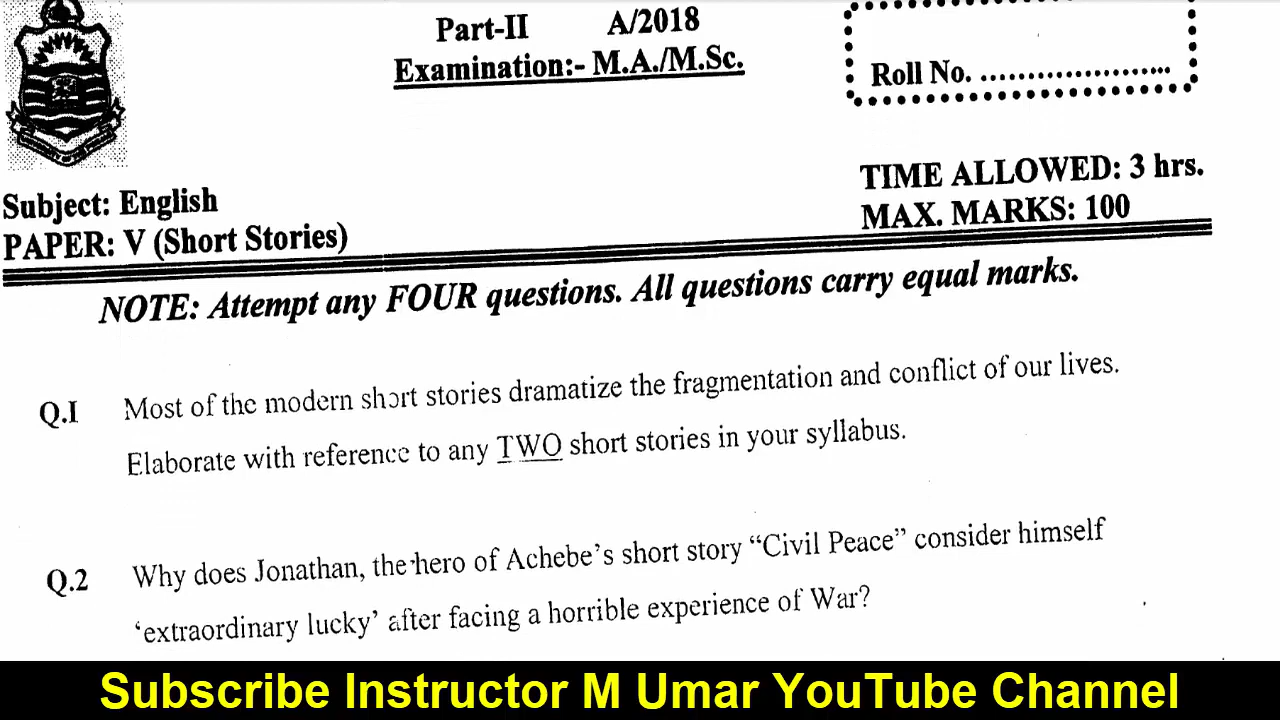 Part-II A/2018
Examination:- M.A./M.Sc.
Roll No. ........................
TIME ALLOWED: 3 hrs.
MAX. MARKS: 100
Subject: English
PAPER: V (Short Stories)
NOTE: Attempt any FOUR questions. All questions carry equal marks.
Q.I Most of the modern short stories dramatize the fragmentation and conflict of our lives.
Elaborate with reference to any TWO short stories in your syllabus.
Q.2 Why does Jonathan, the hero of Achebe's short story “Civil Peace” consider himself
‘extraordinary lucky’ after facing a horrible experience of War?
Subscribe Instructor M Umar YouTube Channel